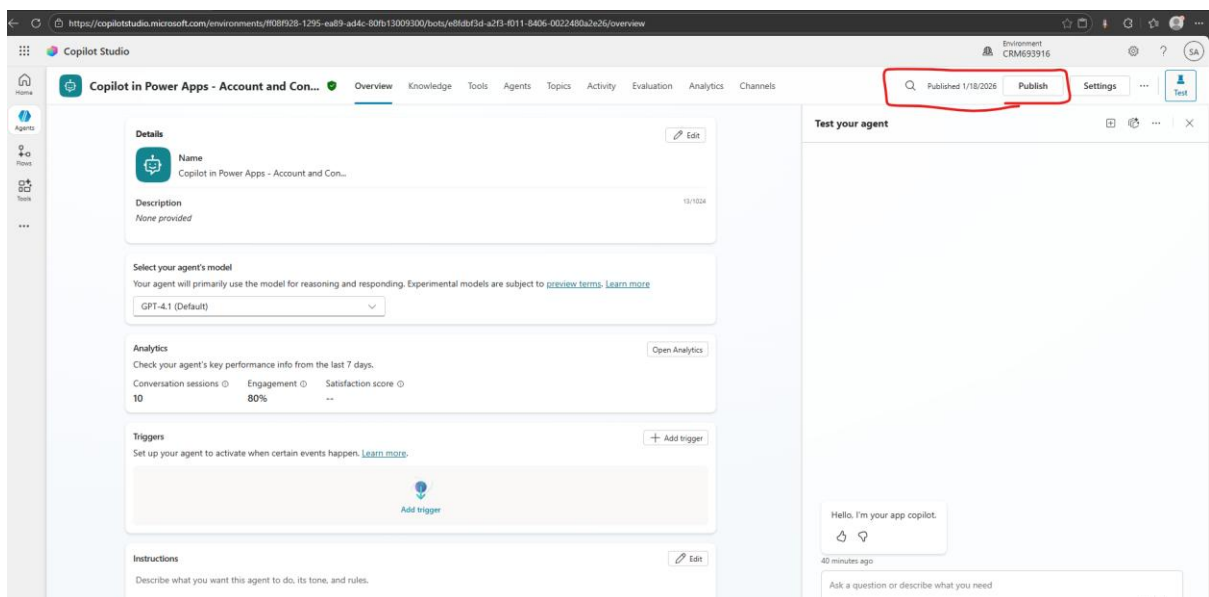 https://copilotstudio.microsoft.com/environments/ff08f928-1295-ea89-ad4c-80fb13009300/bots/e8fdbf3d-a2f3-f011-8406-0022480a2e26/overview
Copilot Studio
Environment
CRM693916
SA
Home
Agents
Flows
Tools
Copilot in Power Apps - Account and Con...
Overview Knowledge Tools Agents Topics Activity Evaluation Analytics Channels
Published 1/18/2026 Publish Settings ... Test
Details
Edit
Name
Copilot in Power Apps - Account and Con...
Description
13/1024
None provided
Select your agent's model
Your agent will primarily use the model for reasoning and responding. Experimental models are subject to preview terms. Learn more
GPT-4.1 (Default)
Analytics
Open Analytics
Check your agent's key performance info from the last 7 days.
Conversation sessions Engagement Satisfaction score
10 80% --
Triggers
Add trigger
Set up your agent to activate when certain events happen. Learn more.
Add trigger
Instructions
Edit
Describe what you want this agent to do, its tone, and rules.
Test your agent
Hello. I'm your app copilot.
40 minutes ago
Ask a question or describe what you need